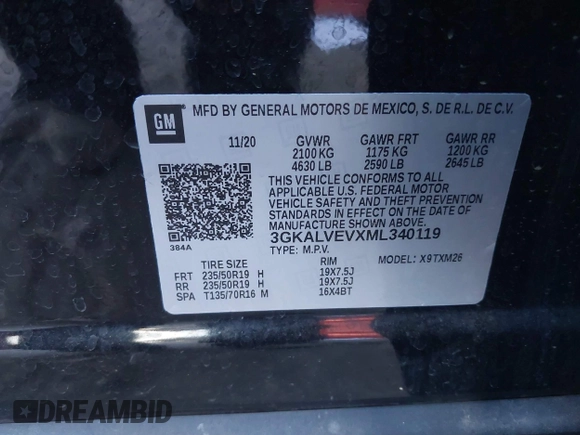 GM
MFD BY GENERAL MOTORS DE MEXICO, S. DE R.L. DE C.V.
11/20 GVWR GAWR FRT GAWR RR
2100 KG 1175 KG 1200 KG
4630 LB 2590 LB 2645 LB
THIS VEHICLE CONFORMS TO ALL
APPLICABLE U.S. FEDERAL MOTOR
VEHICLE SAFETY AND THEFT
PREVENTION STANDARDS IN
EFFECT ON THE DATE OF
MANUFACTURE SHOWN ABOVE.
384A
3GKALVEVXML340119
TYPE: M.P.V. MODEL: X9TXM26
TIRE SIZE RIM
FRT 235/50R19 H 19X7.5J
RR 235/50R19 H 19X7.5J
SPA T135/70R16 M 16X4BT
DREAMBID